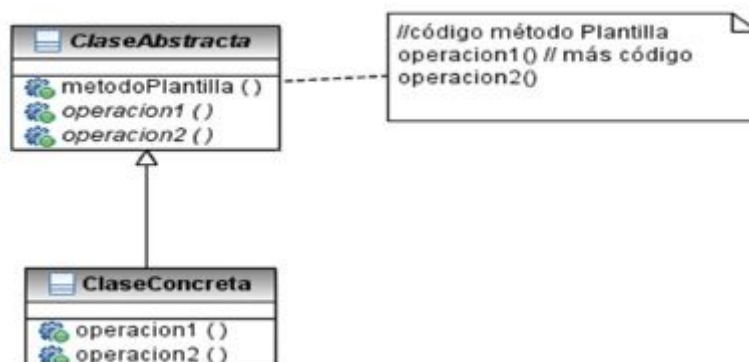 ClaseAbstracta
metodoPlantilla ( )
operacion1 ( )
operacion2 ( )
//código método Plantilla
operacion1() // más código
operacion2()
ClaseConcreta
operacion1 ( )
operacion2 ( )